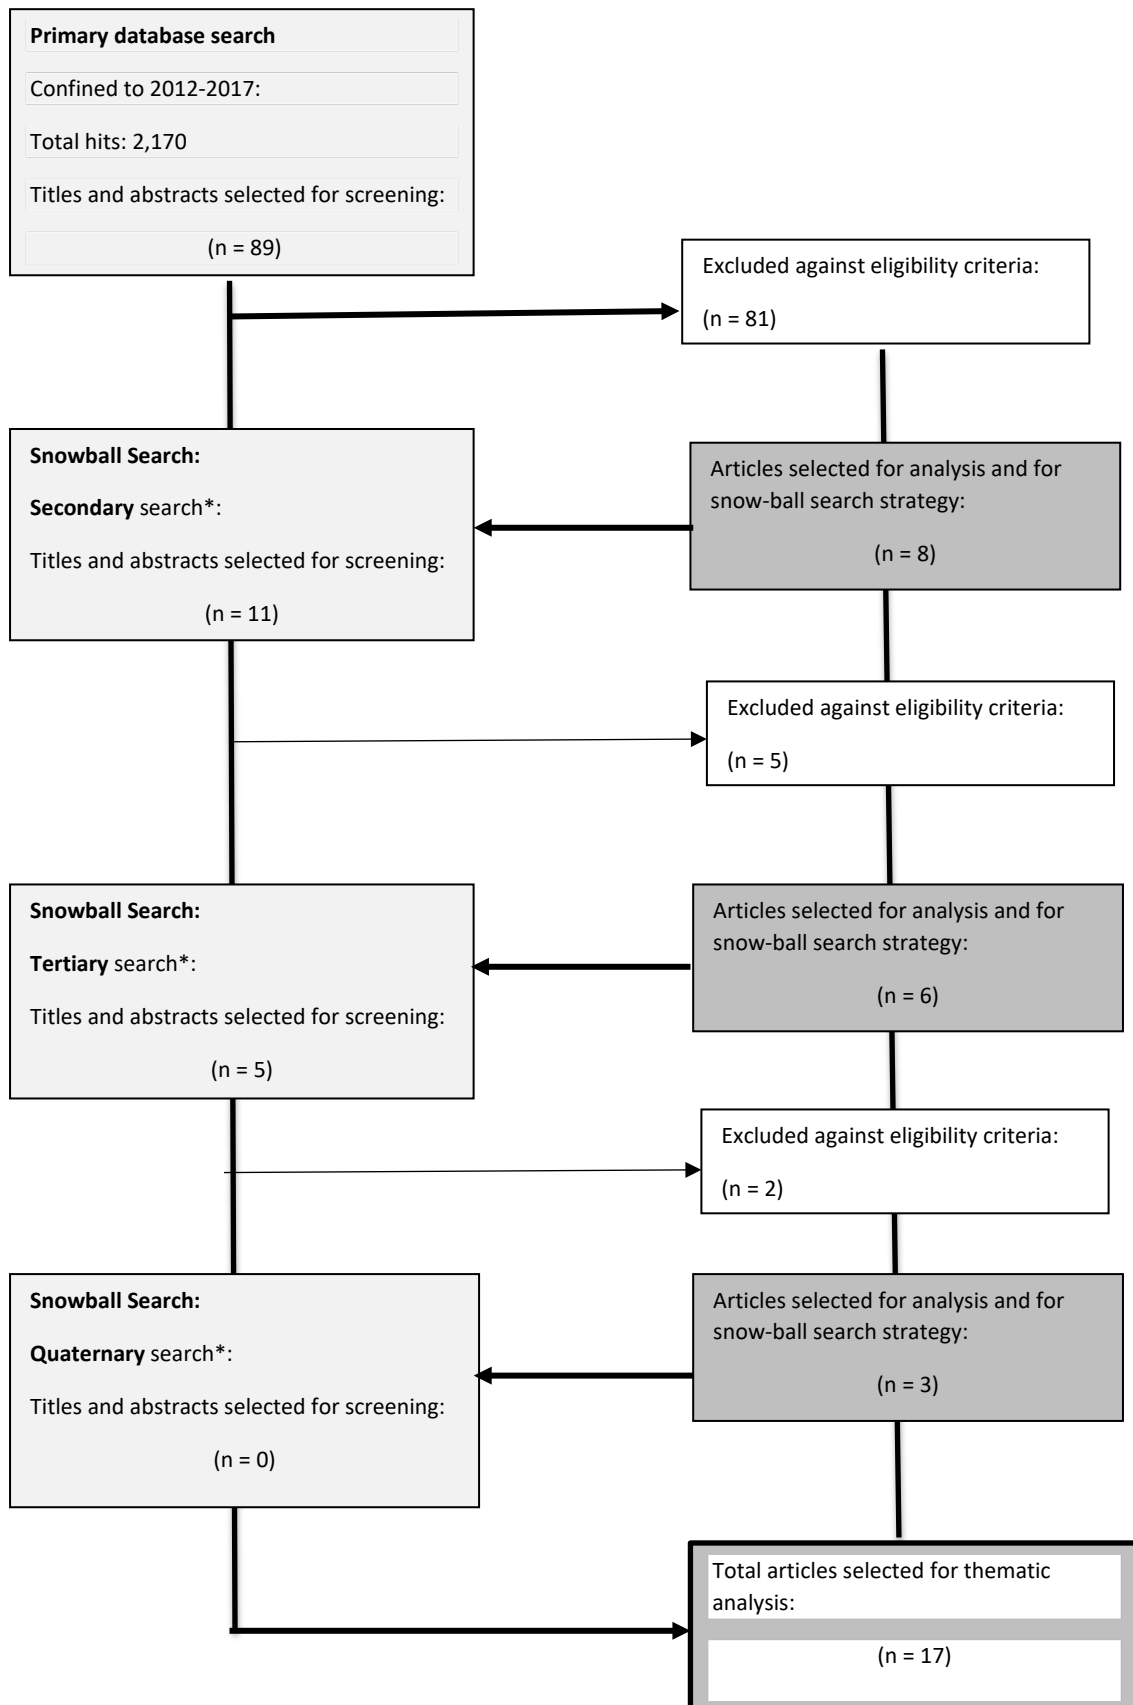 Primary database search
Confined to 2012-2017:
Total hits: 2,170
Titles and abstracts selected for screening:
(n = 89)
Excluded against eligibility criteria:
(n = 81)
Articles selected for analysis and for
snow-ball search strategy:
(n = 8)
Snowball Search:
Secondary search*:
Titles and abstracts selected for screening:
(n = 11)
Excluded against eligibility criteria:
(n = 5)
Articles selected for analysis and for
snow-ball search strategy:
(n = 6)
Snowball Search:
Tertiary search*:
Titles and abstracts selected for screening:
(n = 5)
Excluded against eligibility criteria:
(n = 2)
Articles selected for analysis and for
snow-ball search strategy:
(n = 3)
Snowball Search:
Quaternary search*:
Titles and abstracts selected for screening:
(n = 0)
Total articles selected for thematic
analysis:
(n = 17)